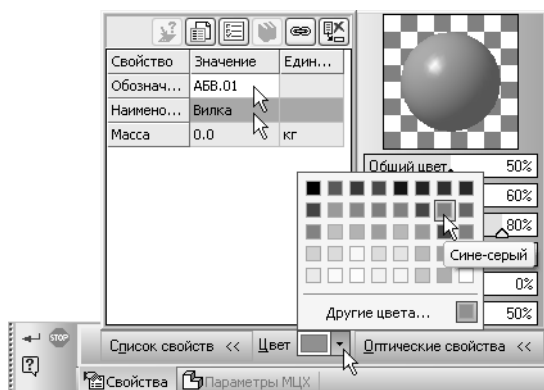 Свойство Значение Един...
Обознач... АБВ.01
Наимено... Вилка
Масса 0.0 кг
Общий цвет 50%
60%
80%
Сине-серый
0%
Другие цвета... 50%
STOP Список свойств << Цвет Оптические свойства <<
Свойства Параметры МЦХ